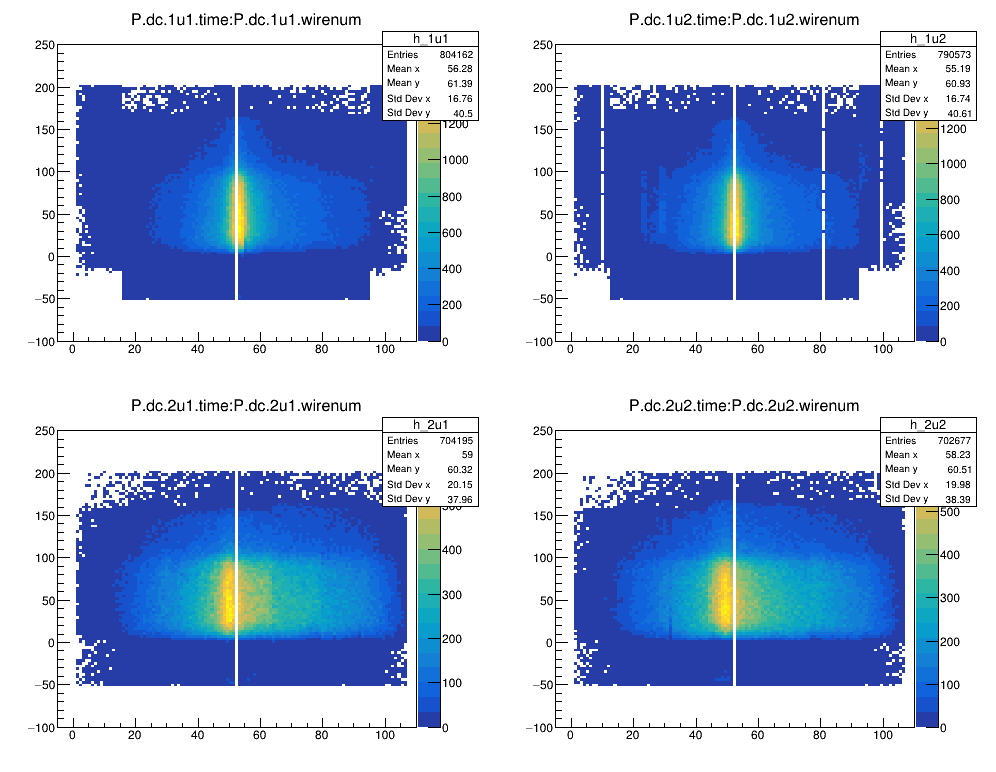 P.dc.1u1.time:P.dc.1u1.wirenum
h_1u1
Entries 804162
Mean x 56.28
Mean y 61.39
Std Dev x 16.76
Std Dev y 40.5
250
200
150
100
50
0
−50
−100
0 20 40 60 80 100
1200
1000
800
600
400
200
0
P.dc.1u2.time:P.dc.1u2.wirenum
h_1u2
Entries 790573
Mean x 55.19
Mean y 60.93
Std Dev x 16.74
Std Dev y 40.61
250
200
150
100
50
0
−50
−100
0 20 40 60 80 100
1200
1000
800
600
400
200
0
P.dc.2u1.time:P.dc.2u1.wirenum
h_2u1
Entries 704195
Mean x 59
Mean y 60.32
Std Dev x 20.15
Std Dev y 37.96
250
200
150
100
50
0
−50
−100
0 20 40 60 80 100
400
300
200
100
0
P.dc.2u2.time:P.dc.2u2.wirenum
h_2u2
Entries 702677
Mean x 58.23
Mean y 60.51
Std Dev x 19.98
Std Dev y 38.39
250
200
150
100
50
0
−50
−100
0 20 40 60 80 100
500
400
300
200
100
0